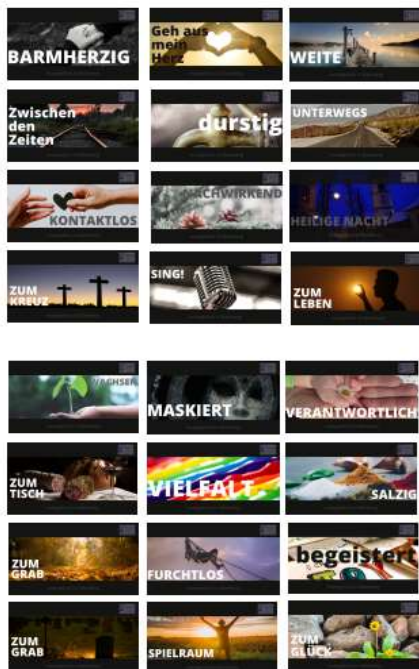 BARMHERZIG
Geh aus
mein
Herz
WEITE
Zwischen
den
Zeiten
durstig
UNTERWEGS
KONTAKTLOS
NACHWIRKEND
HEILIGE NACHT
ZUM
KREUZ
SING!
ZUM
LEBEN
WACHSEN
MASKIERT
VERANTWORTLICH
ZUM
TISCH
VIELFALT
SALZIG
ZUM
GRAB
FURCHTLOS
begeistert
ZUM
GRAB
SPIELRAUM
ZUM
GLÜCK